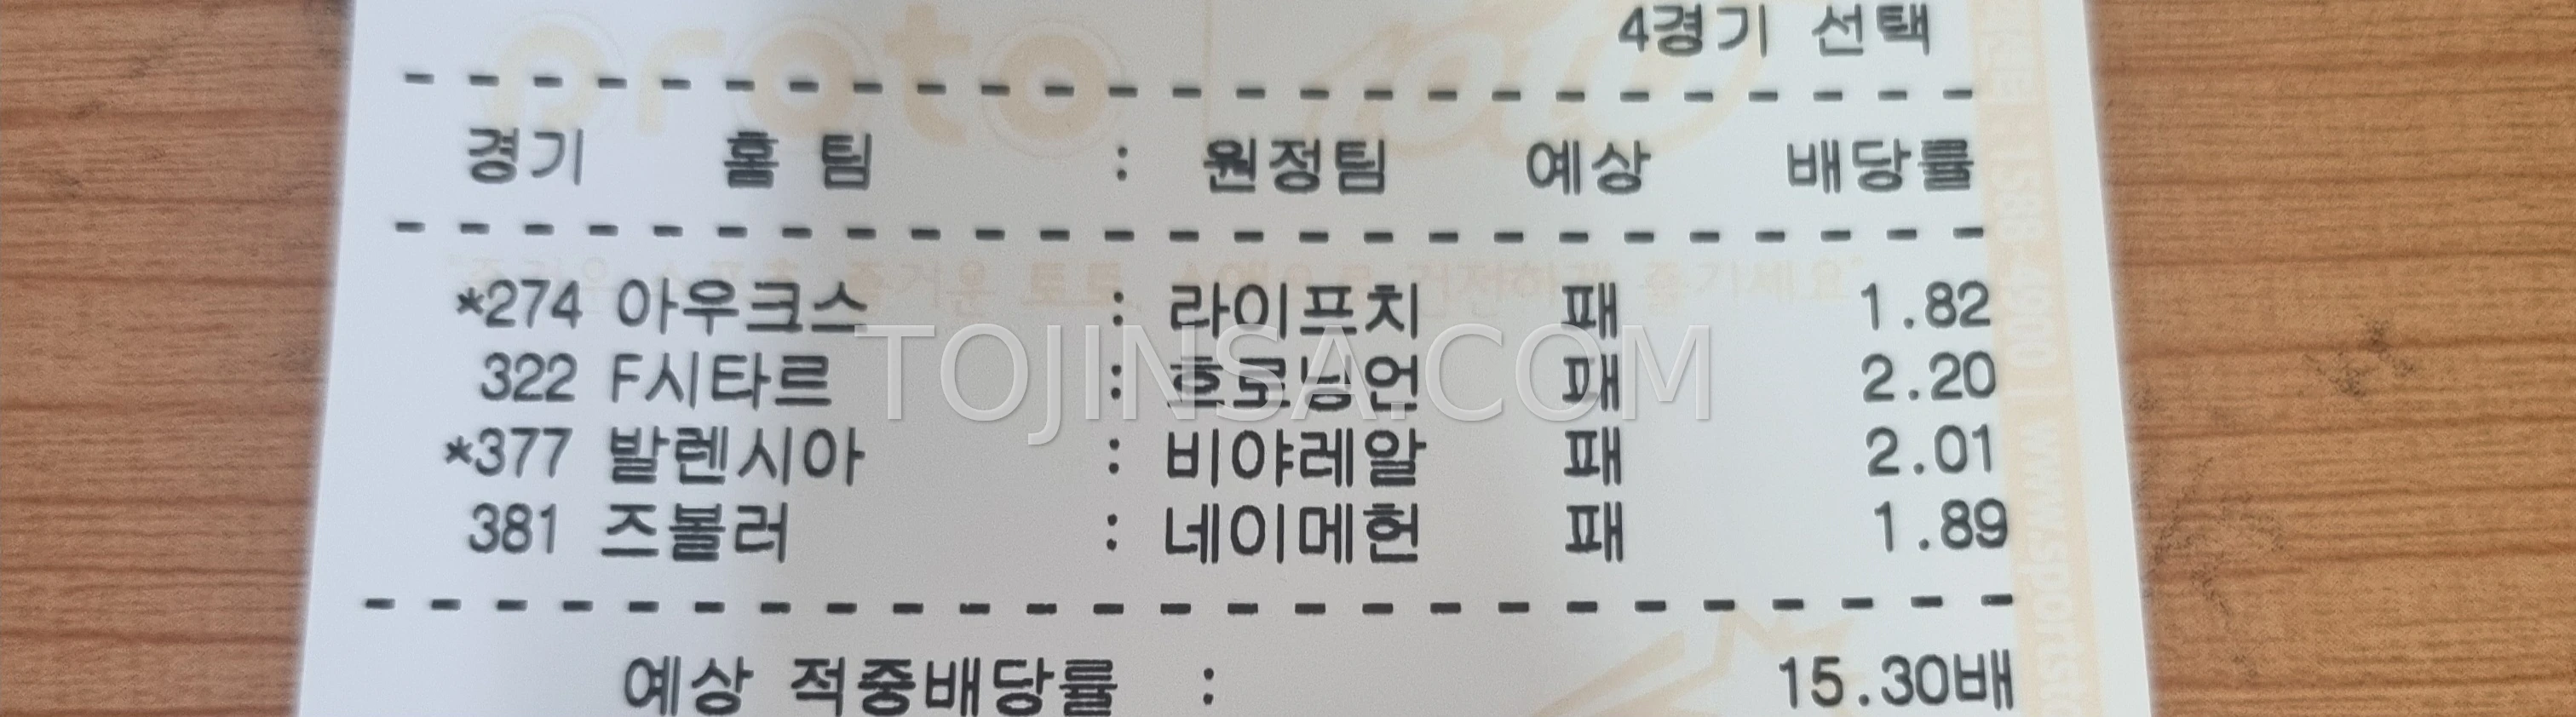 proto
4경기 선택
경기 홈 팀 : 원정팀 예상 배당률
*274 아우크스 : 라이프치 패 1.82
322 F시타르 : 흐로닝언 패 2.20
*377 발렌시아 : 비야레알 패 2.01
381 즈볼러 : 네이메헌 패 1.89
예상 적중배당률 : 15.30배
TOJINSA.COM